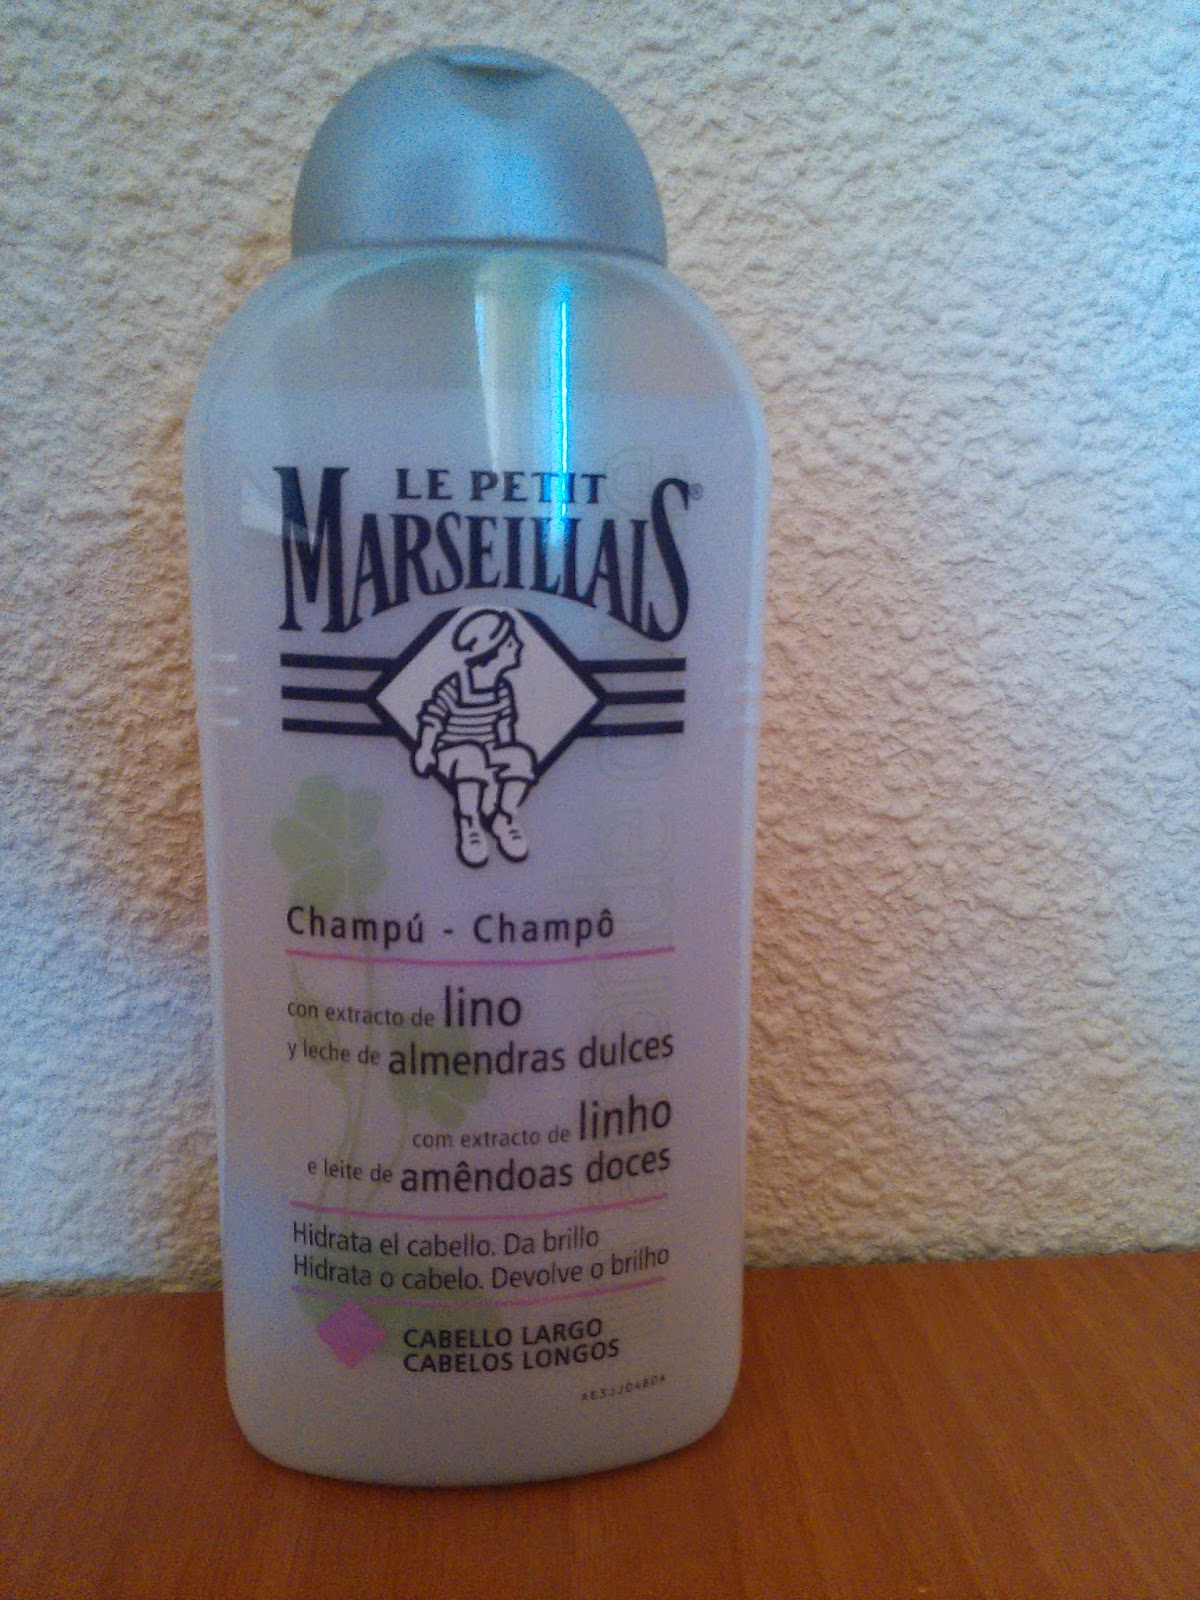 LE PETIT
MARSEILLAIS®
Champú - Champô
con extracto de lino
y leche de almendras dulces
com extracto de linho
e leite de amêndoas doces
Hidrata el cabello. Da brillo
Hidrata o cabelo. Devolve o brilho
CABELLO LARGO
CABELOS LONGOS